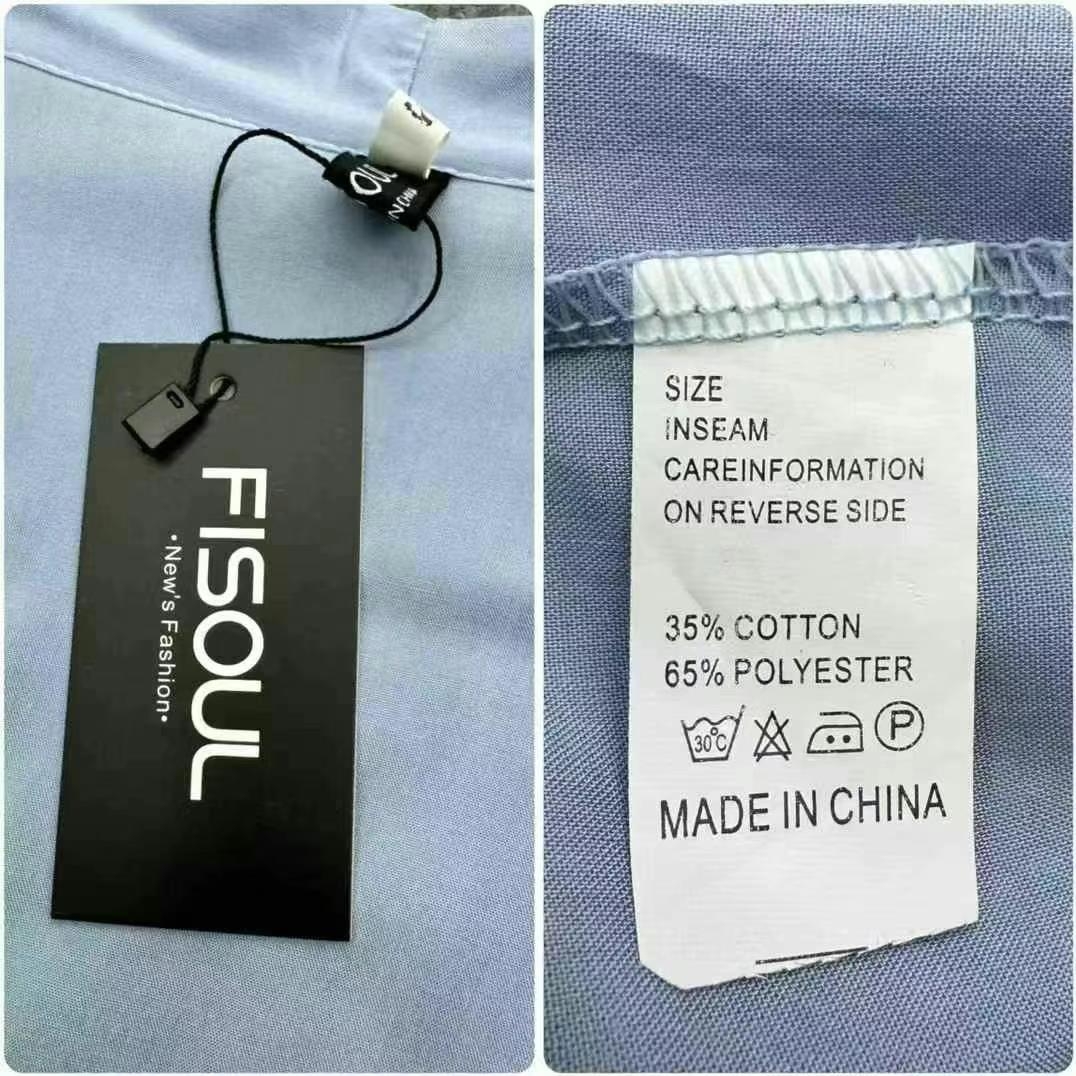 FISOUL
•New's Fashion•
SIZE
INSEAM
CAREINFORMATION
ON REVERSE SIDE
35% COTTON
65% POLYESTER
30°C
P
MADE IN CHINA